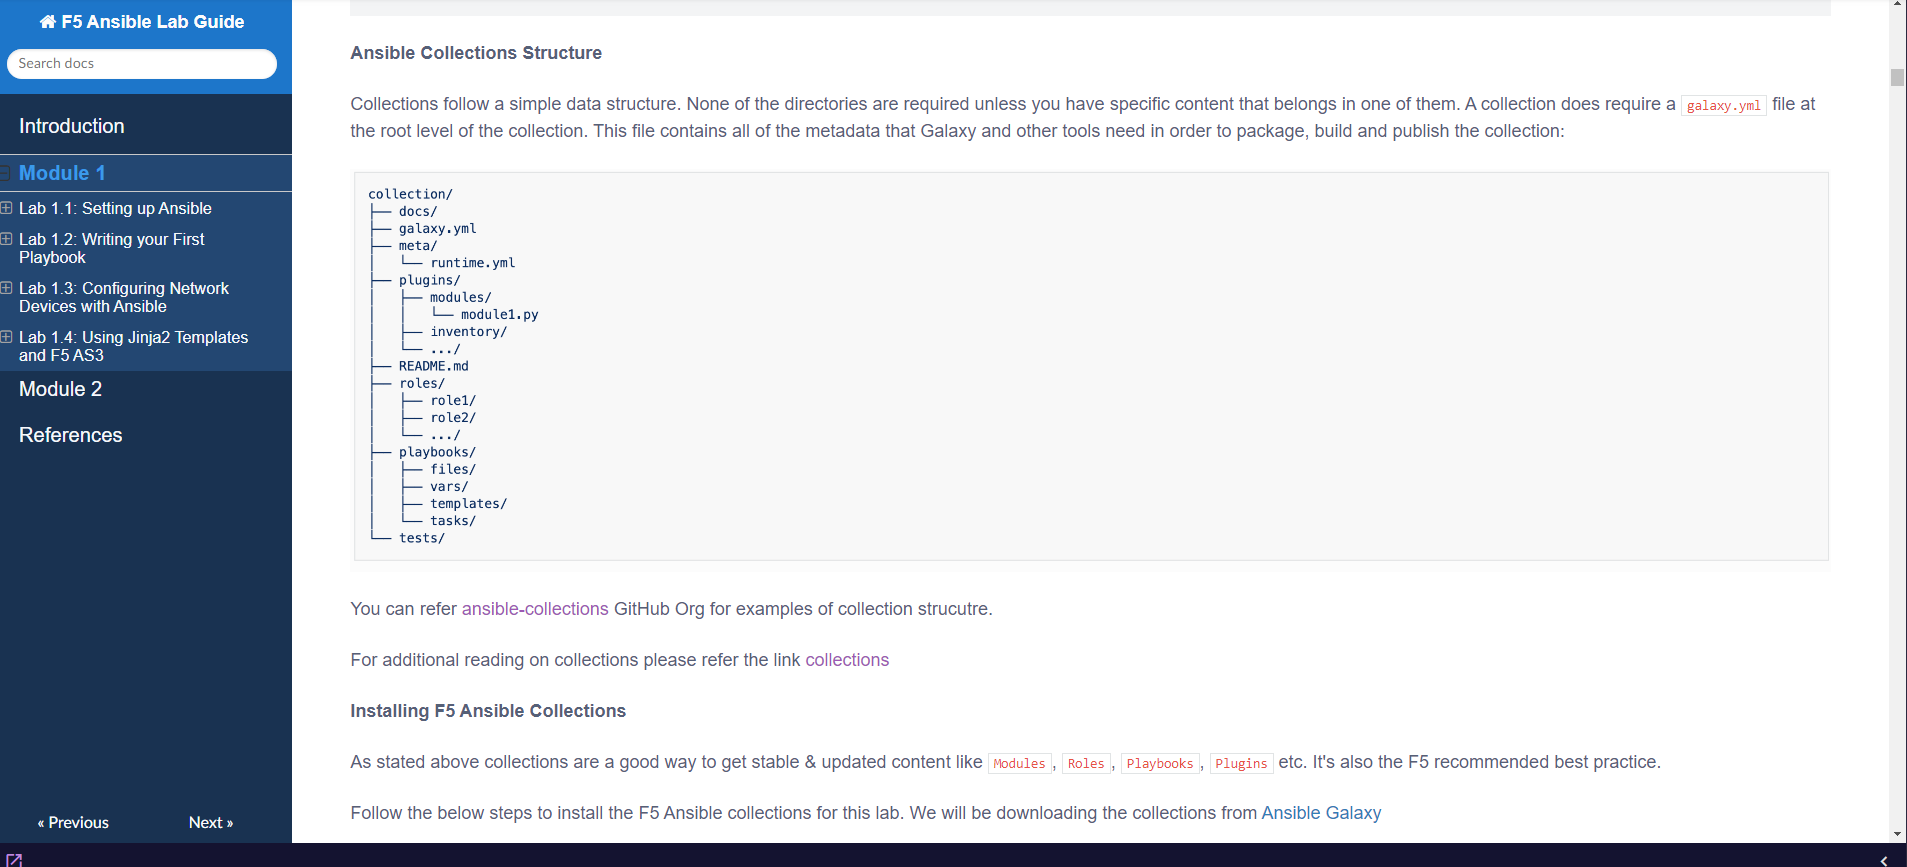 F5 Ansible Lab Guide
Search docs
Introduction
Module 1
Lab 1.1: Setting up Ansible
Lab 1.2: Writing your First
Playbook
Lab 1.3: Configuring Network
Devices with Ansible
Lab 1.4: Using Jinja2 Templates
and F5 AS3
Module 2
References
« Previous
Next »
Ansible Collections Structure
Collections follow a simple data structure. None of the directories are required unless you have specific content that belongs in one of them. A collection does require a galaxy.yml file at
the root level of the collection. This file contains all of the metadata that Galaxy and other tools need in order to package, build and publish the collection:
collection/
├── docs/
├── galaxy.yml
├── meta/
│   └── runtime.yml
├── plugins/
│   ├── modules/
│   │   └── module1.py
│   ├── inventory/
│   └── .../
├── README.md
├── roles/
│   ├── role1/
│   ├── role2/
│   └── .../
├── playbooks/
│   ├── files/
│   ├── vars/
│   ├── templates/
│   └── tasks/
└── tests/
You can refer ansible-collections GitHub Org for examples of collection strucutre.
For additional reading on collections please refer the link collections
Installing F5 Ansible Collections
As stated above collections are a good way to get stable & updated content like Modules, Roles, Playbooks, Plugins etc. It's also the F5 recommended best practice.
Follow the below steps to install the F5 Ansible collections for this lab. We will be downloading the collections from Ansible Galaxy